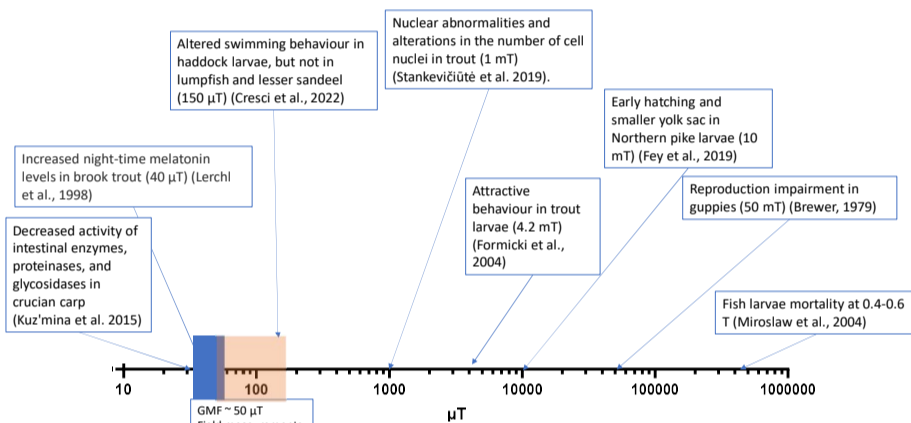 Nuclear abnormalities and
alterations in the number of cell
nuclei in trout (1 mT)
(Stankevičiūtė et al. 2019).
Altered swimming behaviour in
haddock larvae, but not in
lumpfish and lesser sandeel
(150 µT) (Cresci et al., 2022)
Early hatching and
smaller yolk sac in
Northern pike larvae (10
mT) (Fey et al., 2019)
Increased night-time melatonin
levels in brook trout (40 µT) (Lerchl
et al., 1998)
Attractive
behaviour in trout
larvae (4.2 mT)
(Formicki et al.,
2004)
Reproduction impairment in
guppies (50 mT) (Brewer, 1979)
Decreased activity of
intestinal enzymes,
proteinases, and
glycosidases in
crucian carp
(Kuz'mina et al. 2015)
Fish larvae mortality at 0.4-0.6
T (Miroslaw et al., 2004)
10 100 1000 10000 100000 1000000
µT
GMF ~ 50 µT